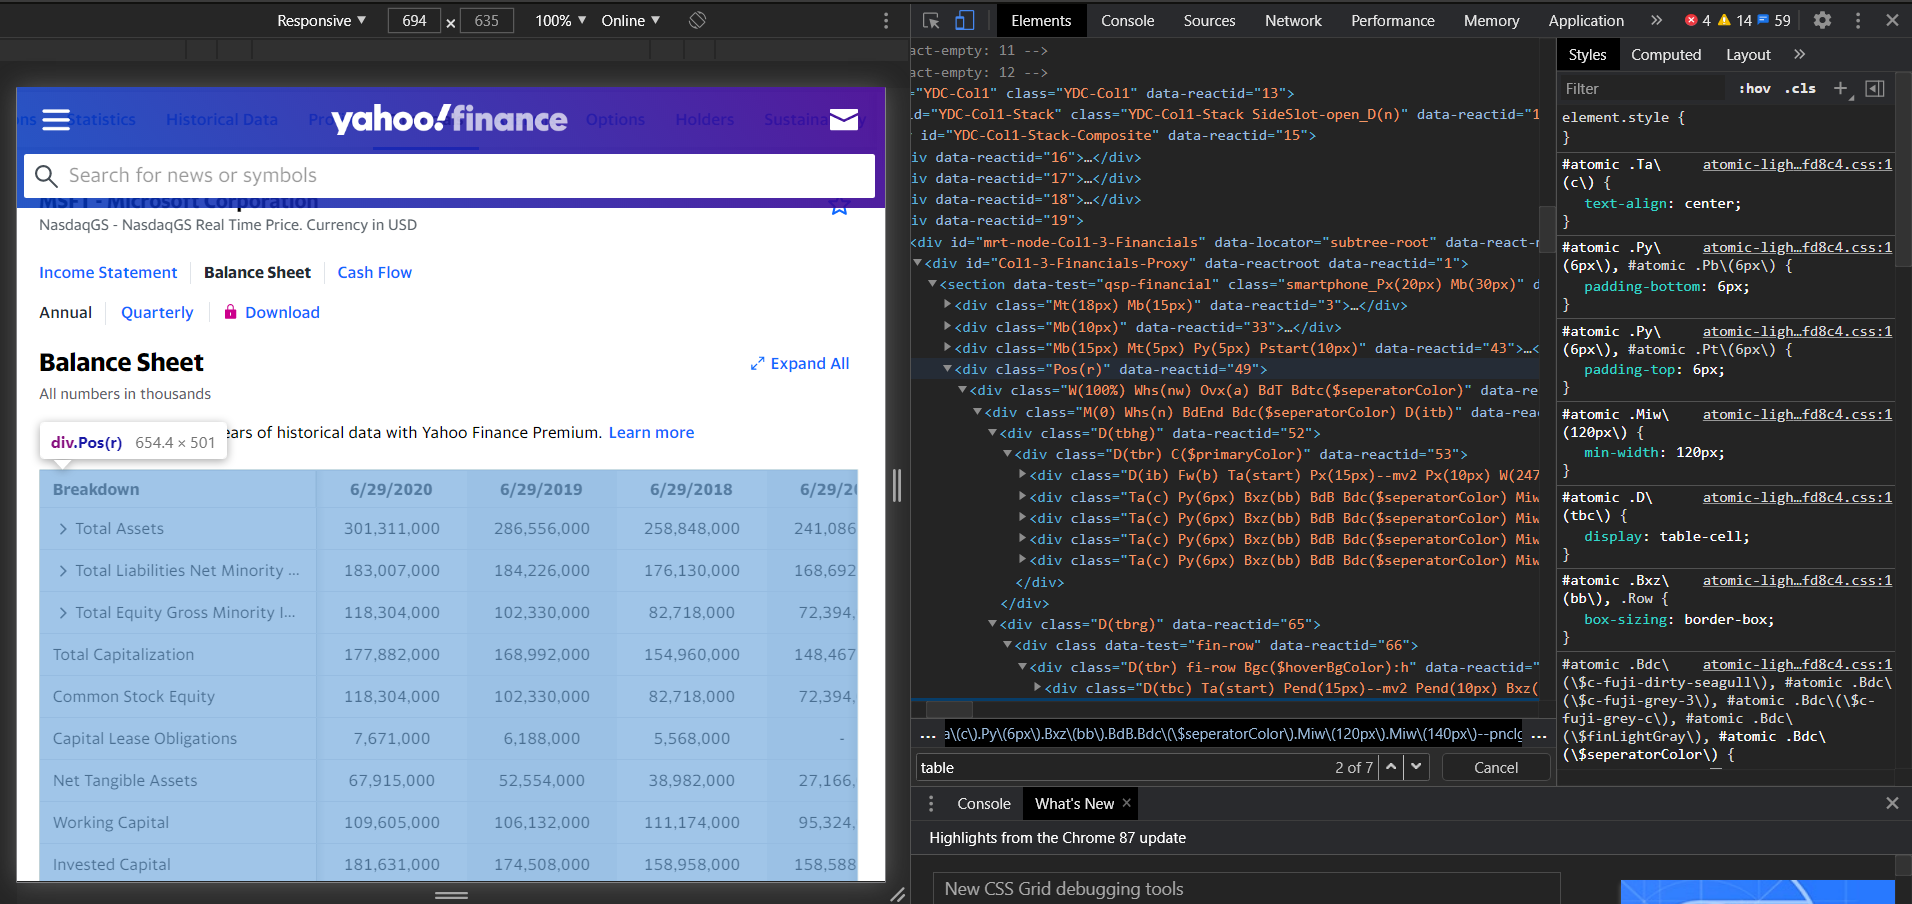 Responsive ▼ 694 × 635 100% ▼ Online ▼
Statistics Historical Data Options Holders
yahoo!finance
Search for news or symbols
MSFT - Microsoft Corporation
NasdaqGS - NasdaqGS Real Time Price. Currency in USD
Income Statement Balance Sheet Cash Flow
Annual Quarterly Download
Balance Sheet Expand All
All numbers in thousands
div.Pos(r) 654.4 × 501
ears of historical data with Yahoo Finance Premium. Learn more
Breakdown 6/29/2020 6/29/2019 6/29/2018 6/29/20
Total Assets 301,311,000 286,556,000 258,848,000 241,086
Total Liabilities Net Minority ... 183,007,000 184,226,000 176,130,000 168,692
Total Equity Gross Minority I... 118,304,000 102,330,000 82,718,000 72,394,
Total Capitalization 177,882,000 168,992,000 154,960,000 148,467
Common Stock Equity 118,304,000 102,330,000 82,718,000 72,394,
Capital Lease Obligations 7,671,000 6,188,000 5,568,000 -
Net Tangible Assets 67,915,000 52,554,000 38,982,000 27,166,
Working Capital 109,605,000 106,132,000 111,174,000 95,324,
Invested Capital 181,631,000 174,508,000 158,958,000 158,588
Elements Console Sources Network Performance Memory Application » 4 14 59
act-empty: 11 -->
act-empty: 12 -->
="YDC-Col1" class="YDC-Col1" data-reactid="13">
id="YDC-Col1-Stack" class="YDC-Col1-Stack SideSlot-open_D(n)" data-reactid="1
id="YDC-Col1-Stack-Composite" data-reactid="15">
iv data-reactid="16">…</div>
iv data-reactid="17">…</div>
iv data-reactid="18">…</div>
iv data-reactid="19">
<div id="mrt-node-Col1-3-Financials" data-locator="subtree-root" data-react-
▼<div id="Col1-3-Financials-Proxy" data-reactroot data-reactid="1">
▼<section data-test="qsp-financial" class="smartphone_Px(20px) Mb(30px)" d
▶<div class="Mt(18px) Mb(15px)" data-reactid="3">…</div>
▶<div class="Mb(10px)" data-reactid="33">…</div>
▶<div class="Mb(15px) Mt(5px) Py(5px) Pstart(10px)" data-reactid="43">…<
▼<div class="Pos(r)" data-reactid="49">
▼<div class="W(100%) Whs(nw) Ovx(a) BdT Bdtc($seperatorColor)" data-re
▼<div class="M(0) Whs(n) BdEnd Bdc($seperatorColor) D(itb)" data-reac
▼<div class="D(tbhg)" data-reactid="52">
▼<div class="D(tbr) C($primaryColor)" data-reactid="53">
▶<div class="D(ib) Fw(b) Ta(start) Px(15px)--mv2 Px(10px) W(247
▶<div class="Ta(c) Py(6px) Bxz(bb) BdB Bdc($seperatorColor) Miw
▶<div class="Ta(c) Py(6px) Bxz(bb) BdB Bdc($seperatorColor) Miw
▶<div class="Ta(c) Py(6px) Bxz(bb) BdB Bdc($seperatorColor) Miw
▶<div class="Ta(c) Py(6px) Bxz(bb) BdB Bdc($seperatorColor) Miw
</div>
</div>
▼<div class="D(tbrg)" data-reactid="65">
▼<div class data-test="fin-row" data-reactid="66">
▼<div class="D(tbr) fi-row Bgc($hoverBgColor):h" data-reactid="
▶<div class="D(tbc) Ta(start) Pend(15px)--mv2 Pend(10px) Bxz(
... a\(c\).Py\(6px\).Bxz\(bb\).BdB.Bdc\(\$seperatorColor\).Miw\(120px\).Miw\(140px\)--pnclg ...
table 2 of 7 Cancel
Styles Computed Layout »
Filter :hov .cls +
element.style {
}
#atomic .Ta\ atomic-ligh…fd8c4.css:1
(c\) {
text-align: center;
}
#atomic .Py\ atomic-ligh…fd8c4.css:1
(6px\), #atomic .Pb\(6px\) {
padding-bottom: 6px;
}
#atomic .Py\ atomic-ligh…fd8c4.css:1
(6px\), #atomic .Pt\(6px\) {
padding-top: 6px;
}
#atomic .Miw\ atomic-ligh…fd8c4.css:1
(120px\) {
min-width: 120px;
}
#atomic .D\ atomic-ligh…fd8c4.css:1
(tbc\) {
display: table-cell;
}
#atomic .Bxz\ atomic-ligh…fd8c4.css:1
(bb\), .Row {
box-sizing: border-box;
}
#atomic .Bdc\ atomic-ligh…fd8c4.css:1
(\$c-fuji-dirty-seagull\), #atomic .Bdc\
(\$c-fuji-grey-3\), #atomic .Bdc\(\$c-
fuji-grey-c\), #atomic .Bdc\
(\$finLightGray\), #atomic .Bdc\
(\$seperatorColor\) {
Console What's New ×
Highlights from the Chrome 87 update
New CSS Grid debugging tools